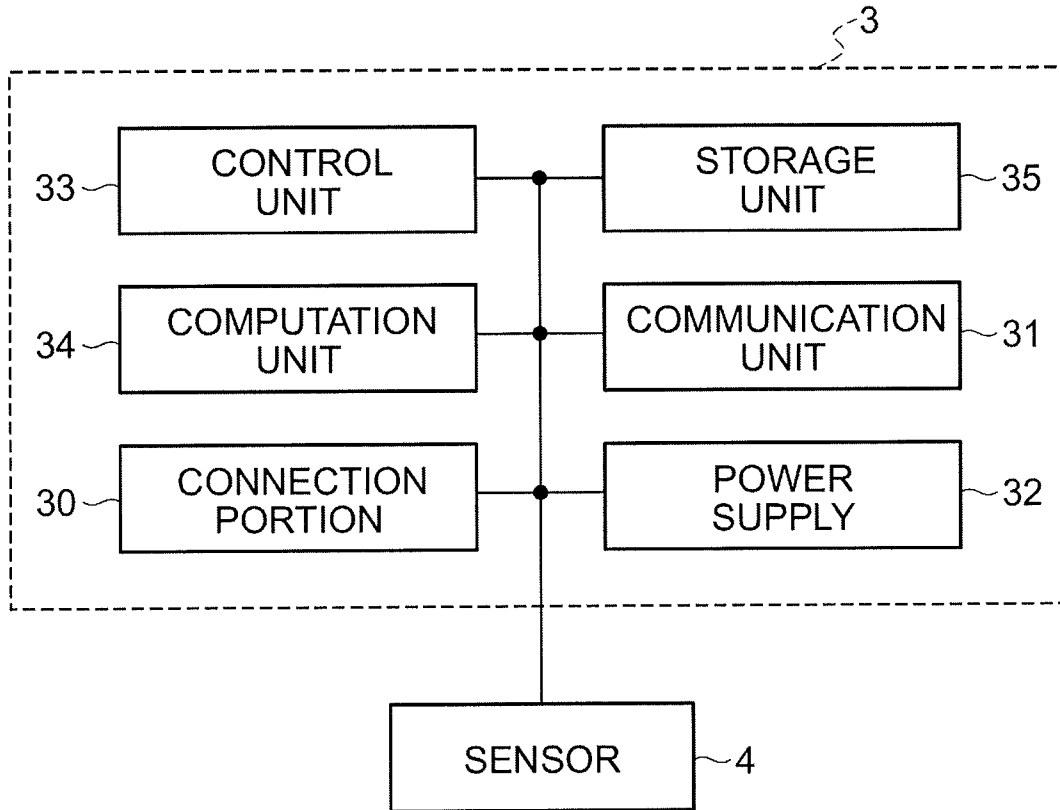 3
33
CONTROL
UNIT
STORAGE
UNIT
35
34
COMPUTATION
UNIT
COMMUNICATION
UNIT
31
30
CONNECTION
PORTION
POWER
SUPPLY
32
SENSOR
4